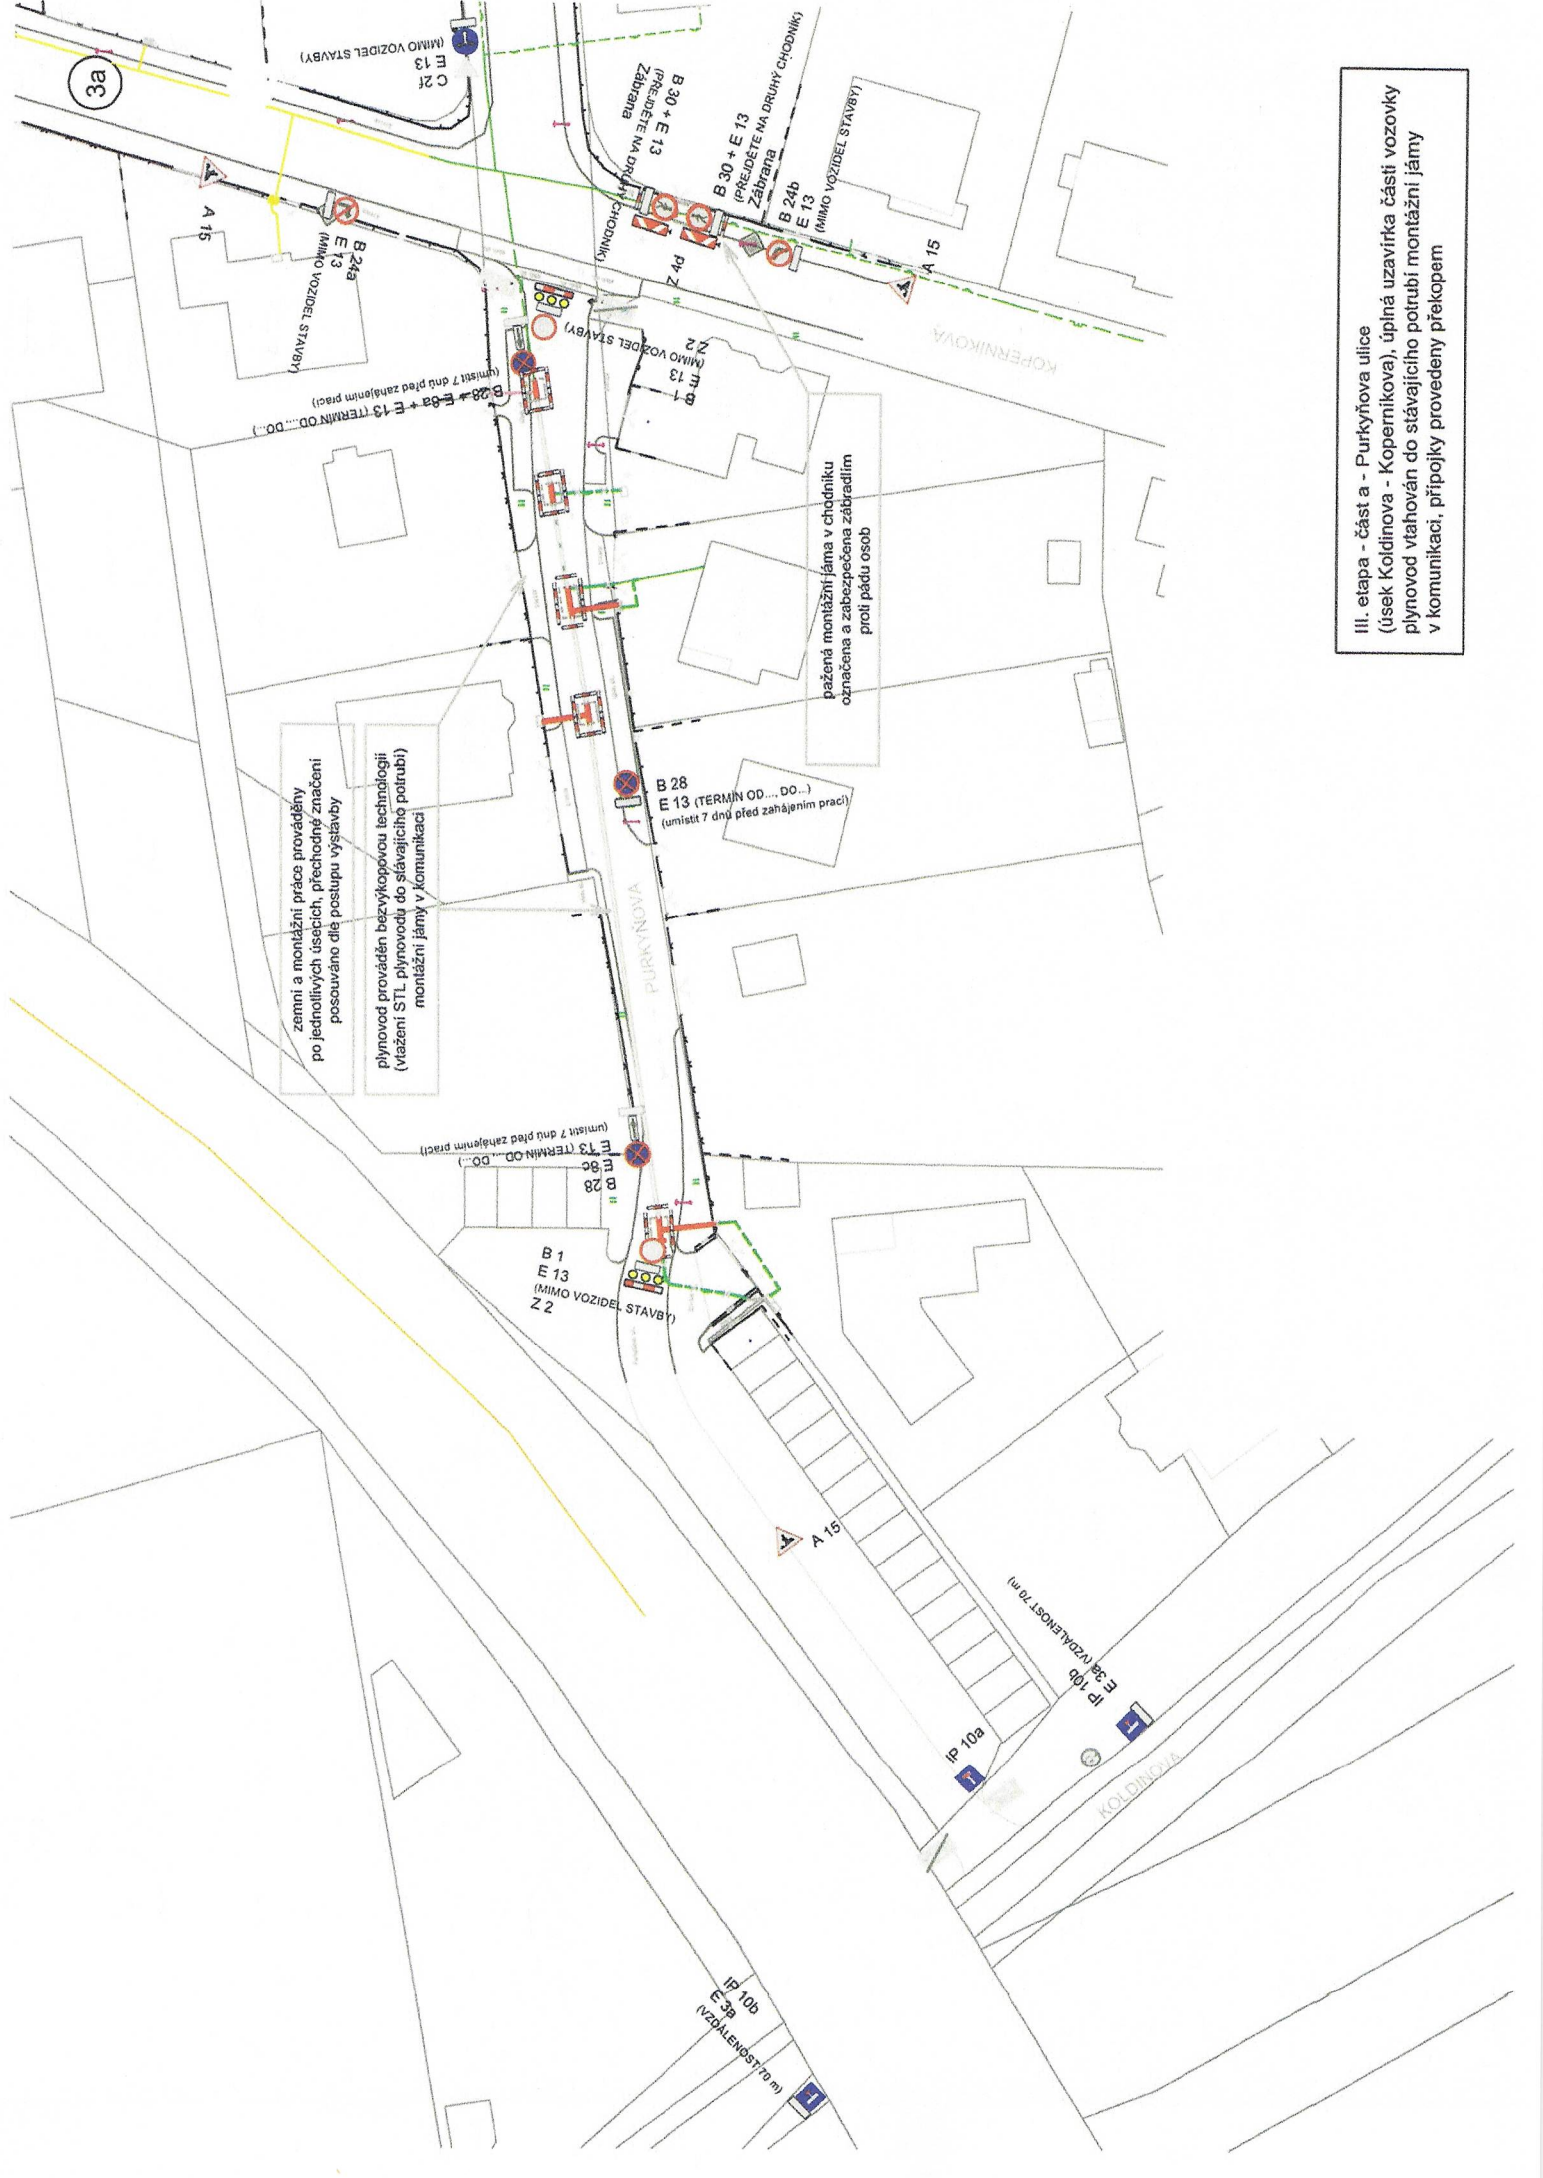 3a
C 2f
E 13
(MIMO VOZIDEL STAVBY)
A 15
B 24a
E 13
(MIMO VOZIDEL STAVBY)
B 30 + E 13
(PŘEJDĚTE NA DRUHÝ CHODNÍK)
Zábrana
B 30 + E 13
(PŘEJDĚTE NA DRUHÝ CHODNÍK)
Zábrana
B 24b
E 13
(MIMO VOZIDEL STAVBY)
A 15
Z 4d
B 1
E 13
(MIMO VOZIDEL STAVBY)
Z 2
KOPERNIKOVA
B 28 + E 8a + E 13 (TERMÍN OD..., DO...)
(umístit 7 dnů před zahájením prací)
pažená montážní jáma v chodníku
označena a zabezpečena zábradlím
proti pádu osob
zemní a montážní práce prováděny
po jednotlivých úsecích, přechodné značení
posouváno dle postupu výstavby
plynovod prováděn bezvýkopovou technologií
(vtažení STL plynovodu do stávajícího potrubí)
montážní jámy v komunikaci
B 28
E 13 (TERMÍN OD..., DO...)
(umístit 7 dnů před zahájením prací)
PURKYŇOVA
B 28
E 8c
E 13 (TERMÍN OD..., DO...)
(umístit 7 dnů před zahájením prací)
B 1
E 13
(MIMO VOZIDEL STAVBY)
Z 2
A 15
IP 10a
IP 10b
E 3a (VZDÁLENOST 70 m)
KOLDINOVA
IP 10b
E 3a
(VZDÁLENOST 70 m)
III. etapa - část a - Purkyňova ulice
(úsek Koldinova - Koperníkova), úplná uzavírka části vozovky
plynovod vtahován do stávajícího potrubí montážní jámy
v komunikaci, přípojky provedeny překopem